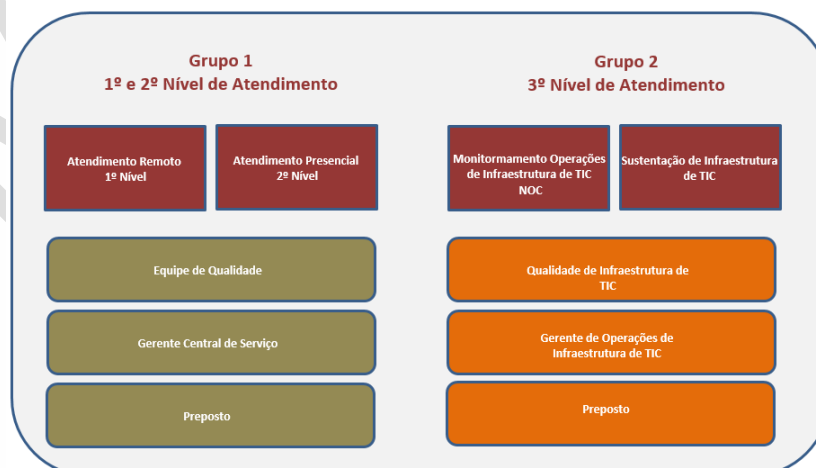 Grupo 1
1º e 2º Nível de Atendimento
Atendimento Remoto
1º Nível
Atendimento Presencial
2º Nível
Equipe de Qualidade
Gerente Central de Serviço
Preposto
Grupo 2
3º Nível de Atendimento
Monitormamento Operações
de Infraestrutura de TIC
NOC
Sustentação de Infraestrutura
de TIC
Qualidade de Infraestrutura de
TIC
Gerente de Operações de
Infraestrutura de TIC
Preposto